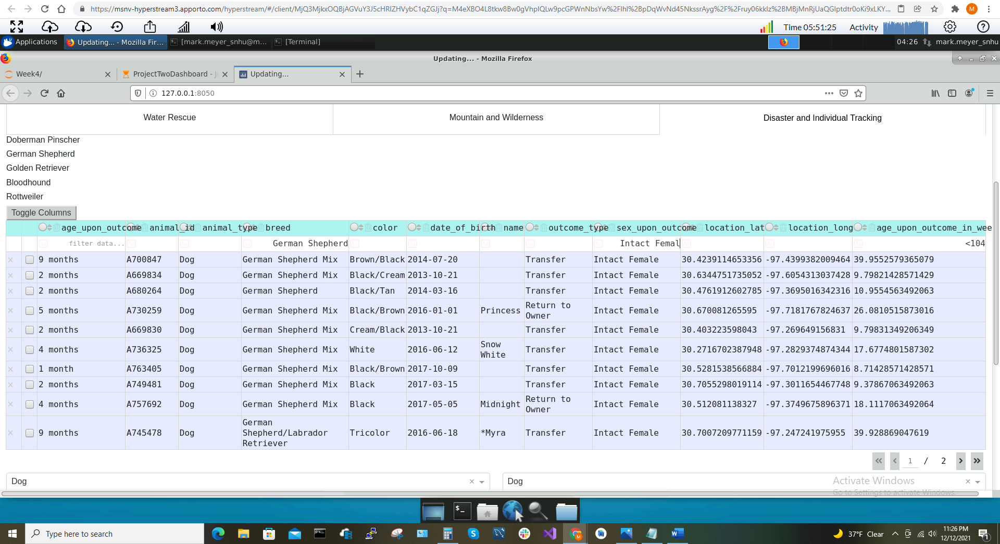 https://msnv-hyperstream3.apporto.com/hyperstream/#/client/
Time 05:51:25 Activity
Applications Updating... - Mozilla Fir... [mark.meyer_snhu@m... [Terminal] 04:26 mark.meyer_snhu
Updating... - Mozilla Firefox
Week4/ ProjectTwoDashboard - Updating...
127.0.0.1:8050
Water Rescue Mountain and Wilderness Disaster and Individual Tracking
Doberman Pinscher
German Shepherd
Golden Retriever
Bloodhound
Rottweiler
Toggle Columns
age_upon_outcome animal_id animal_type breed color date_of_birth name outcome_type sex_upon_outcome location_lat location_long age_upon_outcome_in_wee
filter data... German Shepherd Intact Femal <104
9 months A700847 Dog German Shepherd Mix Brown/Black 2014-07-20 Transfer Intact Female 30.4239114653356 -97.4399382009464 39.9552579365079
2 months A669834 Dog German Shepherd Mix Black/Cream 2013-10-21 Transfer Intact Female 30.6344751735052 -97.6054313037428 9.79821428571429
2 months A680264 Dog German Shepherd Black/Tan 2014-03-16 Transfer Intact Female 30.4761912602785 -97.3695016342316 10.9554563492063
5 months A730259 Dog German Shepherd Mix Black/Brown 2016-01-01 Princess Return to Owner Intact Female 30.670081265595 -97.7181767824637 26.0810515873016
2 months A669830 Dog German Shepherd Mix Cream/Black 2013-10-21 Transfer Intact Female 30.403223598043 -97.269649156831 9.79831349206349
4 months A736325 Dog German Shepherd Mix White 2016-06-12 Snow White Transfer Intact Female 30.2716702387948 -97.2829374874344 17.6774801587302
1 month A763405 Dog German Shepherd Mix Black/Brown 2017-10-09 Transfer Intact Female 30.5281538566884 -97.7012199696016 8.71428571428571
2 months A749481 Dog German Shepherd Mix Black 2017-03-15 Transfer Intact Female 30.7055298019114 -97.3011654467748 9.37867063492063
4 months A757692 Dog German Shepherd Mix Black 2017-05-05 Midnight Return to Owner Intact Female 30.512081138327 -97.3749675896371 18.1117063492064
9 months A745478 Dog German Shepherd/Labrador Retriever Tricolor 2016-06-18 *Myra Transfer Intact Female 30.7007209771159 -97.247241975955 39.928869047619
1 / 2
Dog Dog
Activate Windows
Go to Settings to activate Windows.
Type here to search 37°F Clear 11:26 PM
12/12/2021